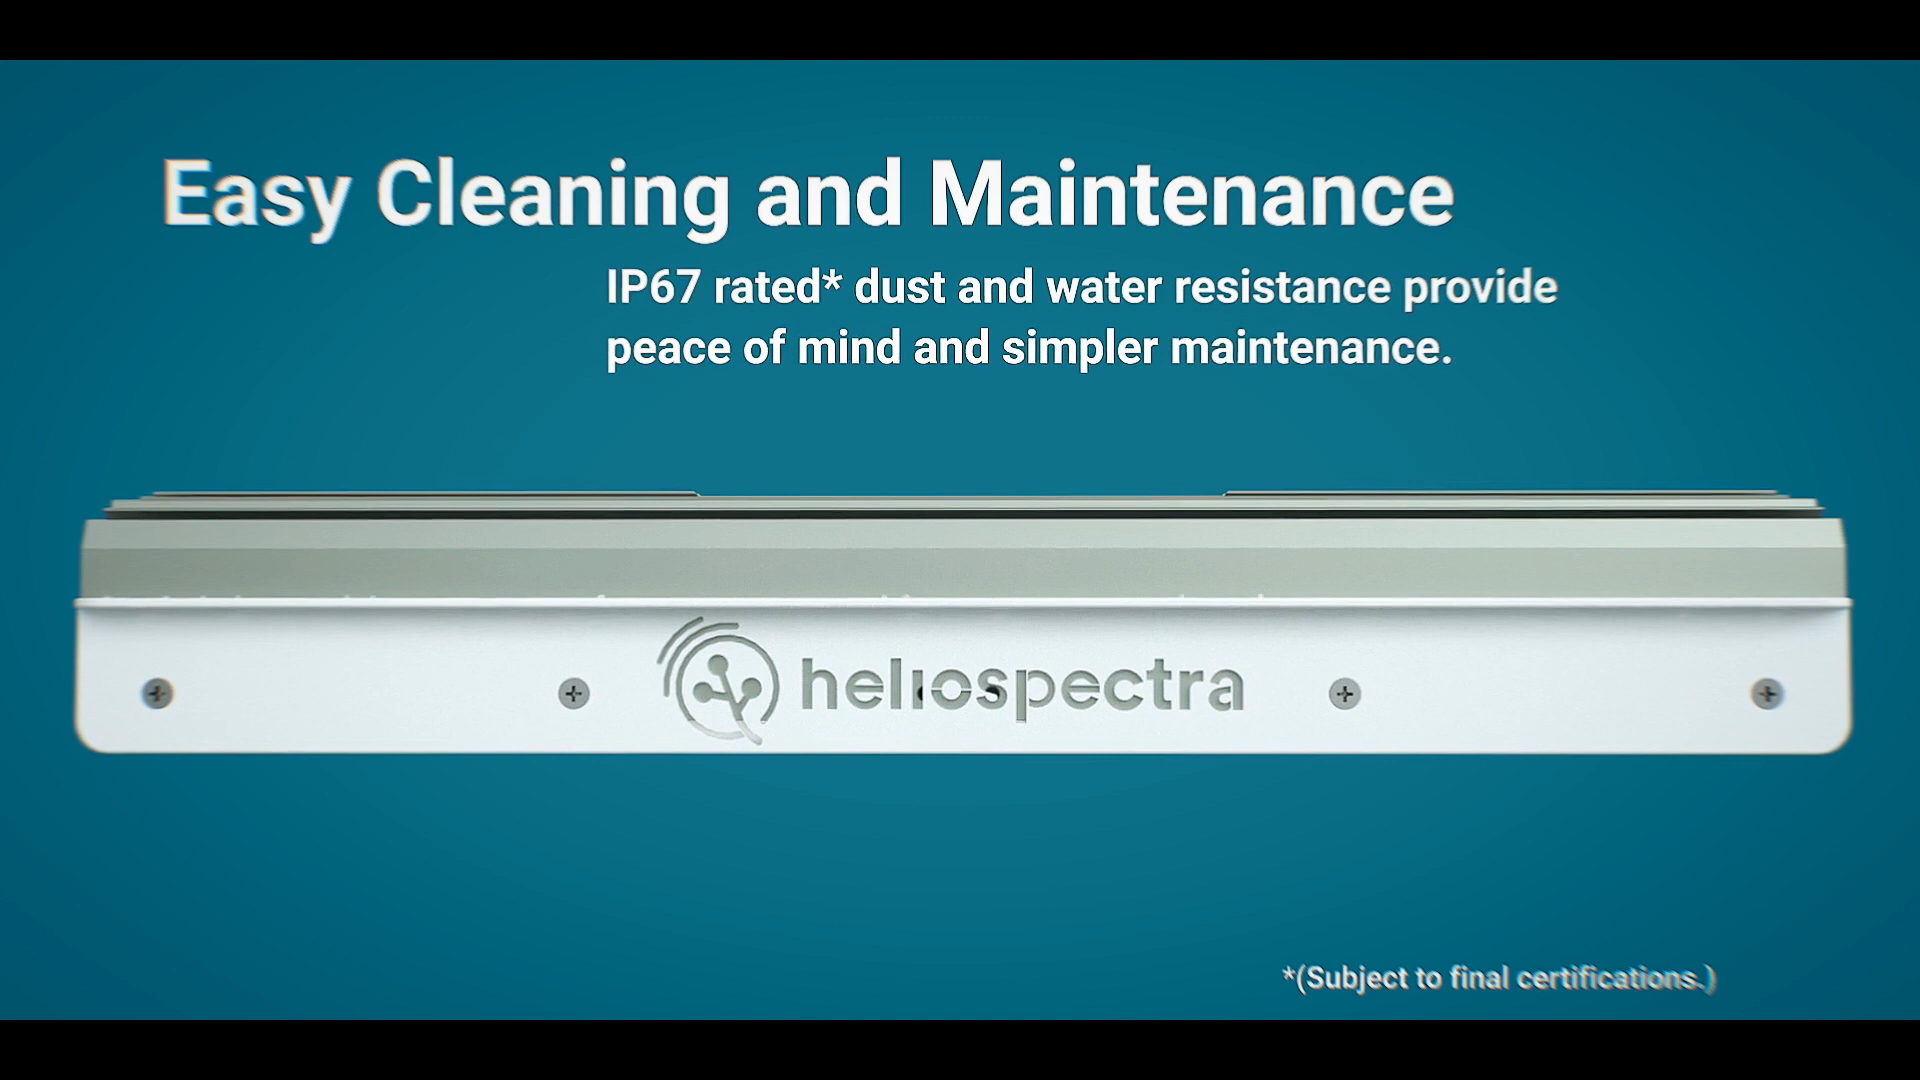 Easy Cleaning and Maintenance
IP67 rated* dust and water resistance provide
peace of mind and simpler maintenance.
heliospectra
*(Subject to final certifications.)